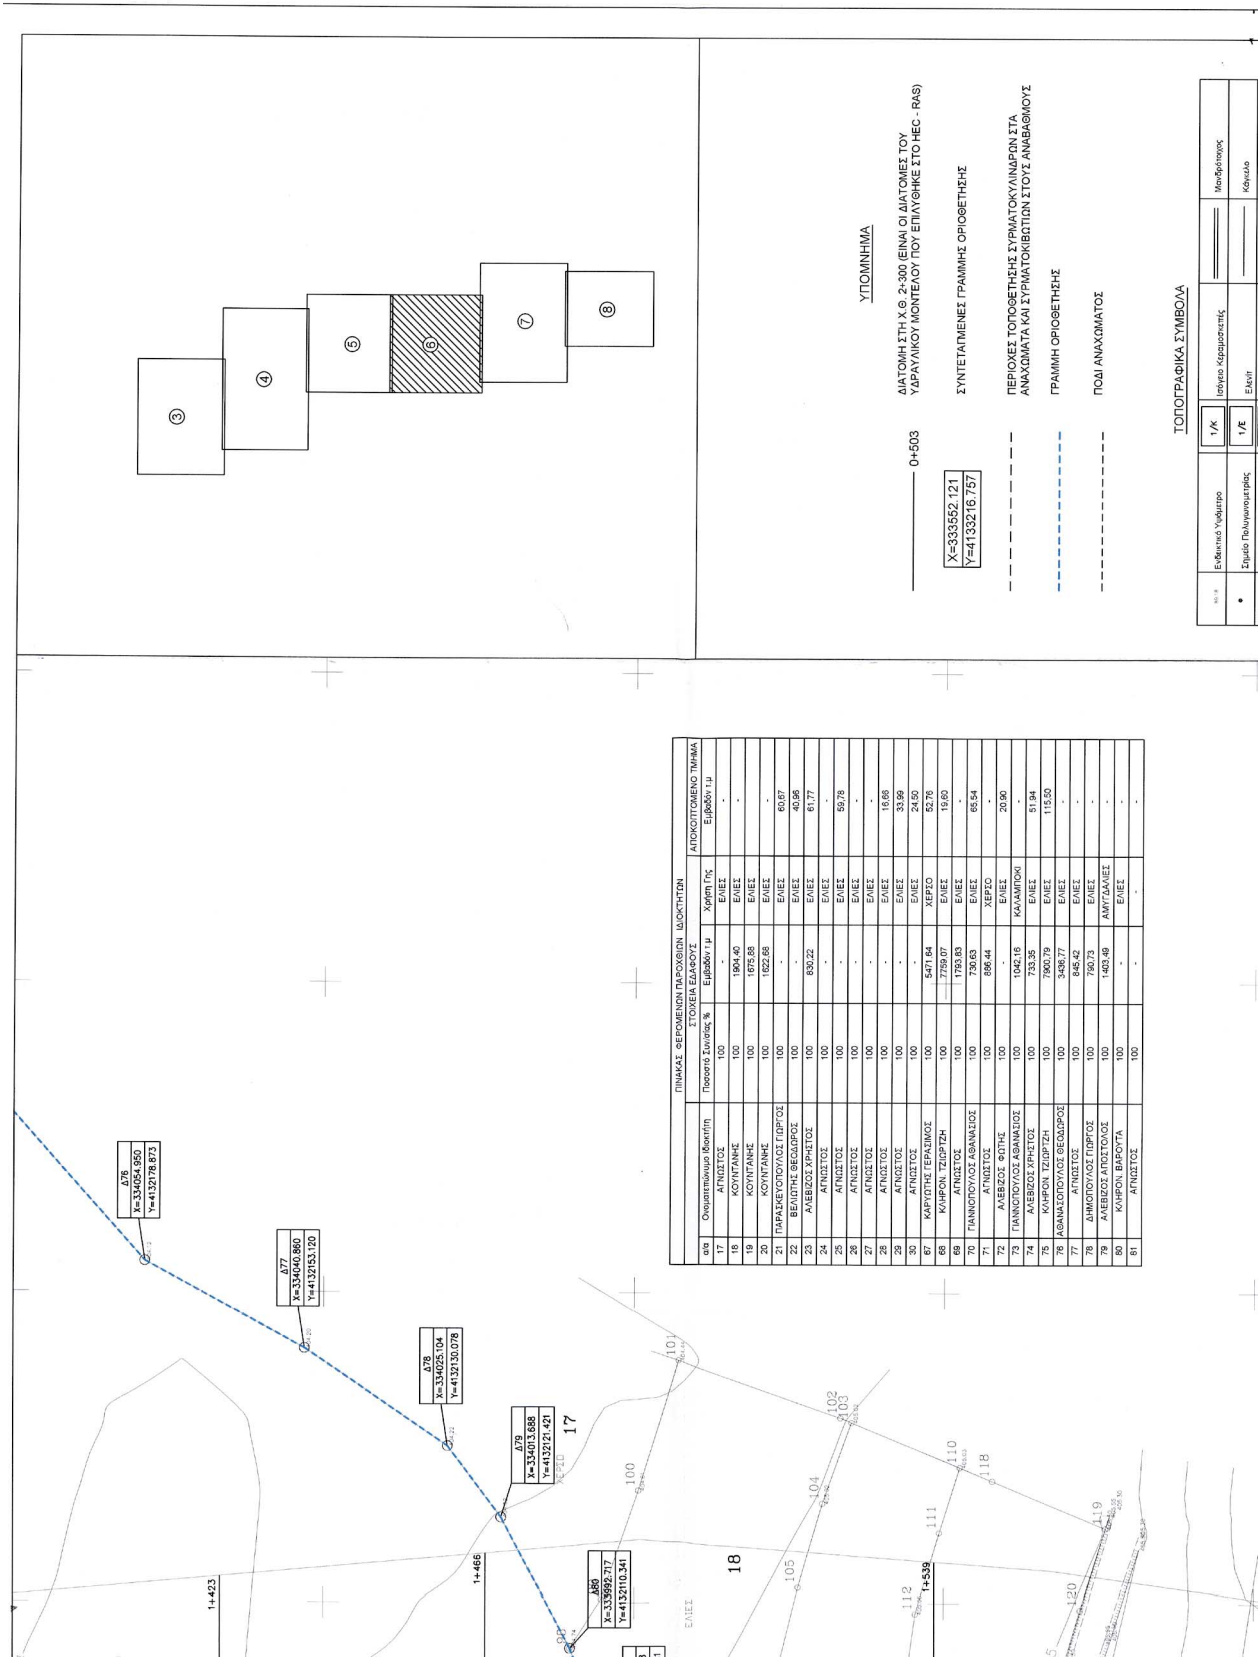 ΥΠΟΜΝΗΜΑ
0+503
ΔΙΑΤΟΜΗ ΣΤΗ Χ.Θ. 2+300 (ΕΙΝΑΙ ΟΙ ΔΙΑΤΟΜΕΣ ΤΟΥ
ΥΔΡΑΥΛΙΚΟΥ ΜΟΝΤΕΛΟΥ ΠΟΥ ΕΠΙΛΥΘΗΚΕ ΣΤΟ HEC - RAS)
X=333552.121
Y=4133216.757
ΣΥΝΤΕΤΑΓΜΕΝΕΣ ΓΡΑΜΜΗΣ ΟΡΙΟΘΕΤΗΣΗΣ
ΠΕΡΙΟΧΕΣ ΤΟΠΟΘΕΤΗΣΗΣ ΣΥΡΜΑΤΟΚΥΛΙΝΔΡΩΝ ΣΤΑ
ΑΝΑΧΩΜΑΤΑ ΚΑΙ ΣΥΡΜΑΤΟΚΙΒΩΤΙΩΝ ΣΤΟΥΣ ΑΝΑΒΑΘΜΟΥΣ
ΓΡΑΜΜΗ ΟΡΙΟΘΕΤΗΣΗΣ
ΠΟΔΙ ΑΝΑΧΩΜΑΤΟΣ
ΤΟΠΟΓΡΑΦΙΚΑ ΣΥΜΒΟΛΑ
Ενδεικτικό Υψόμετρο 1/Κ Ισόγειο Κεραμοσκεπές Μανδρότοιχος
Σημείο Πολυγωνομετρίας 1/Ε Ελενίτ Κάγκελο
3
4
5
6
7
8
ΠΙΝΑΚΑΣ ΦΕΡΟΜΕΝΩΝ ΠΑΡΟΧΘΙΩΝ ΙΔΙΟΚΤΗΤΩΝ
ΣΤΟΙΧΕΙΑ ΕΔΑΦΟΥΣ ΑΠΟΚΟΠΤΟΜΕΝΟ ΤΜΗΜΑ
α/α Ονοματεπώνυμο Ιδιοκτήτη Ποσοστό Συν/σίας % Εμβαδόν τ.μ Χρήση Γης Εμβαδόν τ.μ
17 ΑΓΝΩΣΤΟΣ 100 - ΕΛΙΕΣ -
18 ΚΟΥΝΤΑΝΗΣ 100 1904,40 ΕΛΙΕΣ -
19 ΚΟΥΝΤΑΝΗΣ 100 1675,88 ΕΛΙΕΣ
20 ΚΟΥΝΤΑΝΗΣ 100 1622,68 ΕΛΙΕΣ -
21 ΠΑΡΑΣΚΕΥΟΠΟΥΛΟΣ ΓΙΩΡΓΟΣ 100 - ΕΛΙΕΣ 60,67
22 ΒΕΛΙΩΤΗΣ ΘΕΟΔΩΡΟΣ 100 - ΕΛΙΕΣ 40,96
23 ΑΛΕΒΙΖΟΣ ΧΡΗΣΤΟΣ 100 830,22 ΕΛΙΕΣ 61,77
24 ΑΓΝΩΣΤΟΣ 100 - ΕΛΙΕΣ -
25 ΑΓΝΩΣΤΟΣ 100 - ΕΛΙΕΣ 59,78
26 ΑΓΝΩΣΤΟΣ 100 - ΕΛΙΕΣ -
27 ΑΓΝΩΣΤΟΣ 100 - ΕΛΙΕΣ -
28 ΑΓΝΩΣΤΟΣ 100 - ΕΛΙΕΣ 16,66
29 ΑΓΝΩΣΤΟΣ 100 - ΕΛΙΕΣ 33,99
30 ΑΓΝΩΣΤΟΣ 100 - ΕΛΙΕΣ 24,50
67 ΚΑΡΥΩΤΗΣ ΓΕΡΑΣΙΜΟΣ 100 5471,64 ΧΕΡΣΟ 52,76
68 ΚΛΗΡΟΝ. ΤΖΙΩΡΤΖΗ 100 7759,07 ΕΛΙΕΣ 19,60
69 ΑΓΝΩΣΤΟΣ 100 1793,83 ΕΛΙΕΣ -
70 ΓΙΑΝΝΟΠΟΥΛΟΣ ΑΘΑΝΑΣΙΟΣ 100 730,63 ΕΛΙΕΣ 65,54
71 ΑΓΝΩΣΤΟΣ 100 886,44 ΧΕΡΣΟ -
72 ΑΛΕΒΙΖΟΣ ΦΩΤΗΣ 100 - ΕΛΙΕΣ 20,90
73 ΓΙΑΝΝΟΠΟΥΛΟΣ ΑΘΑΝΑΣΙΟΣ 100 1042,16 ΚΑΛΑΜΠΟΚΙ -
74 ΑΛΕΒΙΖΟΣ ΧΡΗΣΤΟΣ 100 733,35 ΕΛΙΕΣ 51,94
75 ΚΛΗΡΟΝ. ΤΖΙΩΡΤΖΗ 100 7900,79 ΕΛΙΕΣ 115,50
76 ΑΘΑΝΑΣΟΠΟΥΛΟΣ ΘΕΟΔΩΡΟΣ 100 3436,77 ΕΛΙΕΣ -
77 ΑΓΝΩΣΤΟΣ 100 845,42 ΕΛΙΕΣ -
78 ΔΗΜΟΠΟΥΛΟΣ ΓΙΩΡΓΟΣ 100 790,73 ΕΛΙΕΣ -
79 ΑΛΕΒΙΖΟΣ ΑΠΟΣΤΟΛΟΣ 100 1403,49 ΑΜΥΓΔΑΛΙΕΣ -
80 ΚΛΗΡΟΝ. ΒΑΡΟΥΤΑ 100 - ΕΛΙΕΣ -
81 ΑΓΝΩΣΤΟΣ 100 - - -
Δ76
X=334054.950
Y=4132178.873
Δ77
X=334040.860
Y=4132153.120
Δ78
X=334025.104
Y=4132130.078
Δ79
X=334013.688
Y=4132121.421
Δ80
X=333992.717
Y=4132110.341
17
ΧΕΡΣΟ
18
ΕΛΙΕΣ
1+423
1+466
1+539
100
101
102
103
104
105
110
111
112
118
119
120